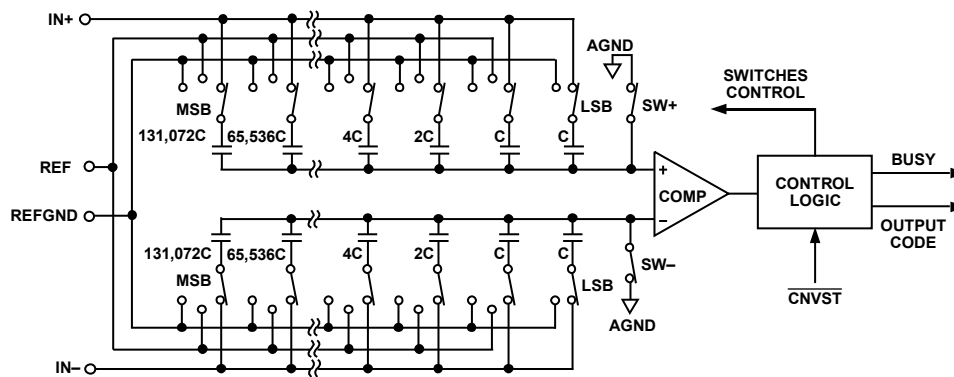 IN+
AGND
SWITCHES
CONTROL
MSB
LSB
SW+
131,072C
65,536C
4C
2C
C
C
BUSY
REF
+
COMP
CONTROL
LOGIC
REFGND
–
OUTPUT
CODE
131,072C
65,536C
4C
2C
C
C
SW–
MSB
LSB
CNVST
AGND
IN–